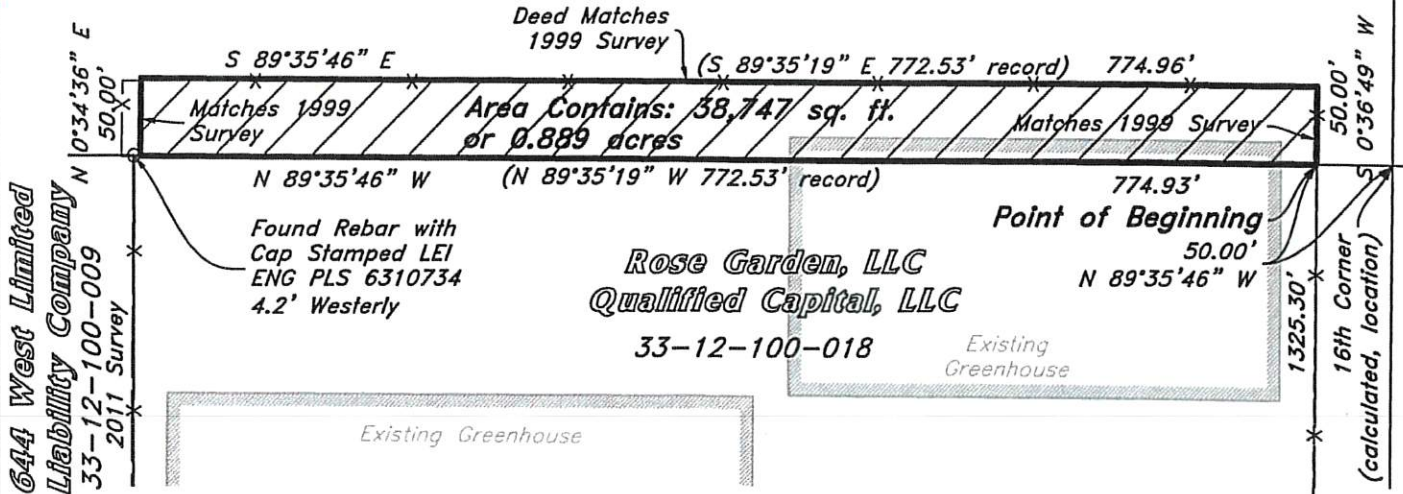 Deed Matches
1999 Survey
S 89°35'46" E
(S 89°35'19" E 772.53' record)
774.96'
N 0°34'36" E
50.00'
Matches 1999
Survey
Area Contains: 38,747 sq. ft.
or 0.889 acres
Matches 1999 Survey
50.00'
S 0°36'49" W
N 89°35'46" W
(N 89°35'19" W 772.53' record)
774.93'
Point of Beginning
50.00'
N 89°35'46" W
Found Rebar with
Cap Stamped LEI
ENG PLS 6310734
4.2' Westerly
Rose Garden, LLC
Qualified Capital, LLC
33-12-100-018
Existing
Greenhouse
Existing Greenhouse
644 West Limited
Liability Company
33-12-100-009
2011 Survey
1325.30'
16th Corner
(calculated, location)